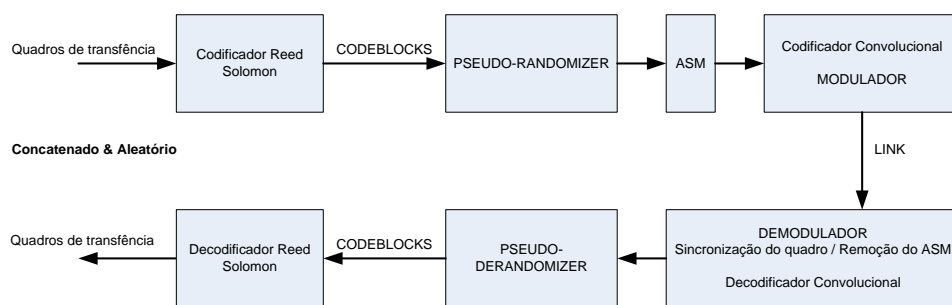 Quadros de transfência
Codificador Reed
Solomon
CODEBLOCKS
PSEUDO-RANDOMIZER
ASM
Codificador Convolucional
MODULADOR
Concatenado & Aleatório
LINK
Quadros de transfência
Decodificador Reed
Solomon
CODEBLOCKS
PSEUDO-
DERANDOMIZER
DEMODULADOR
Sincronização do quadro / Remoção do ASM
Decodificador Convolucional